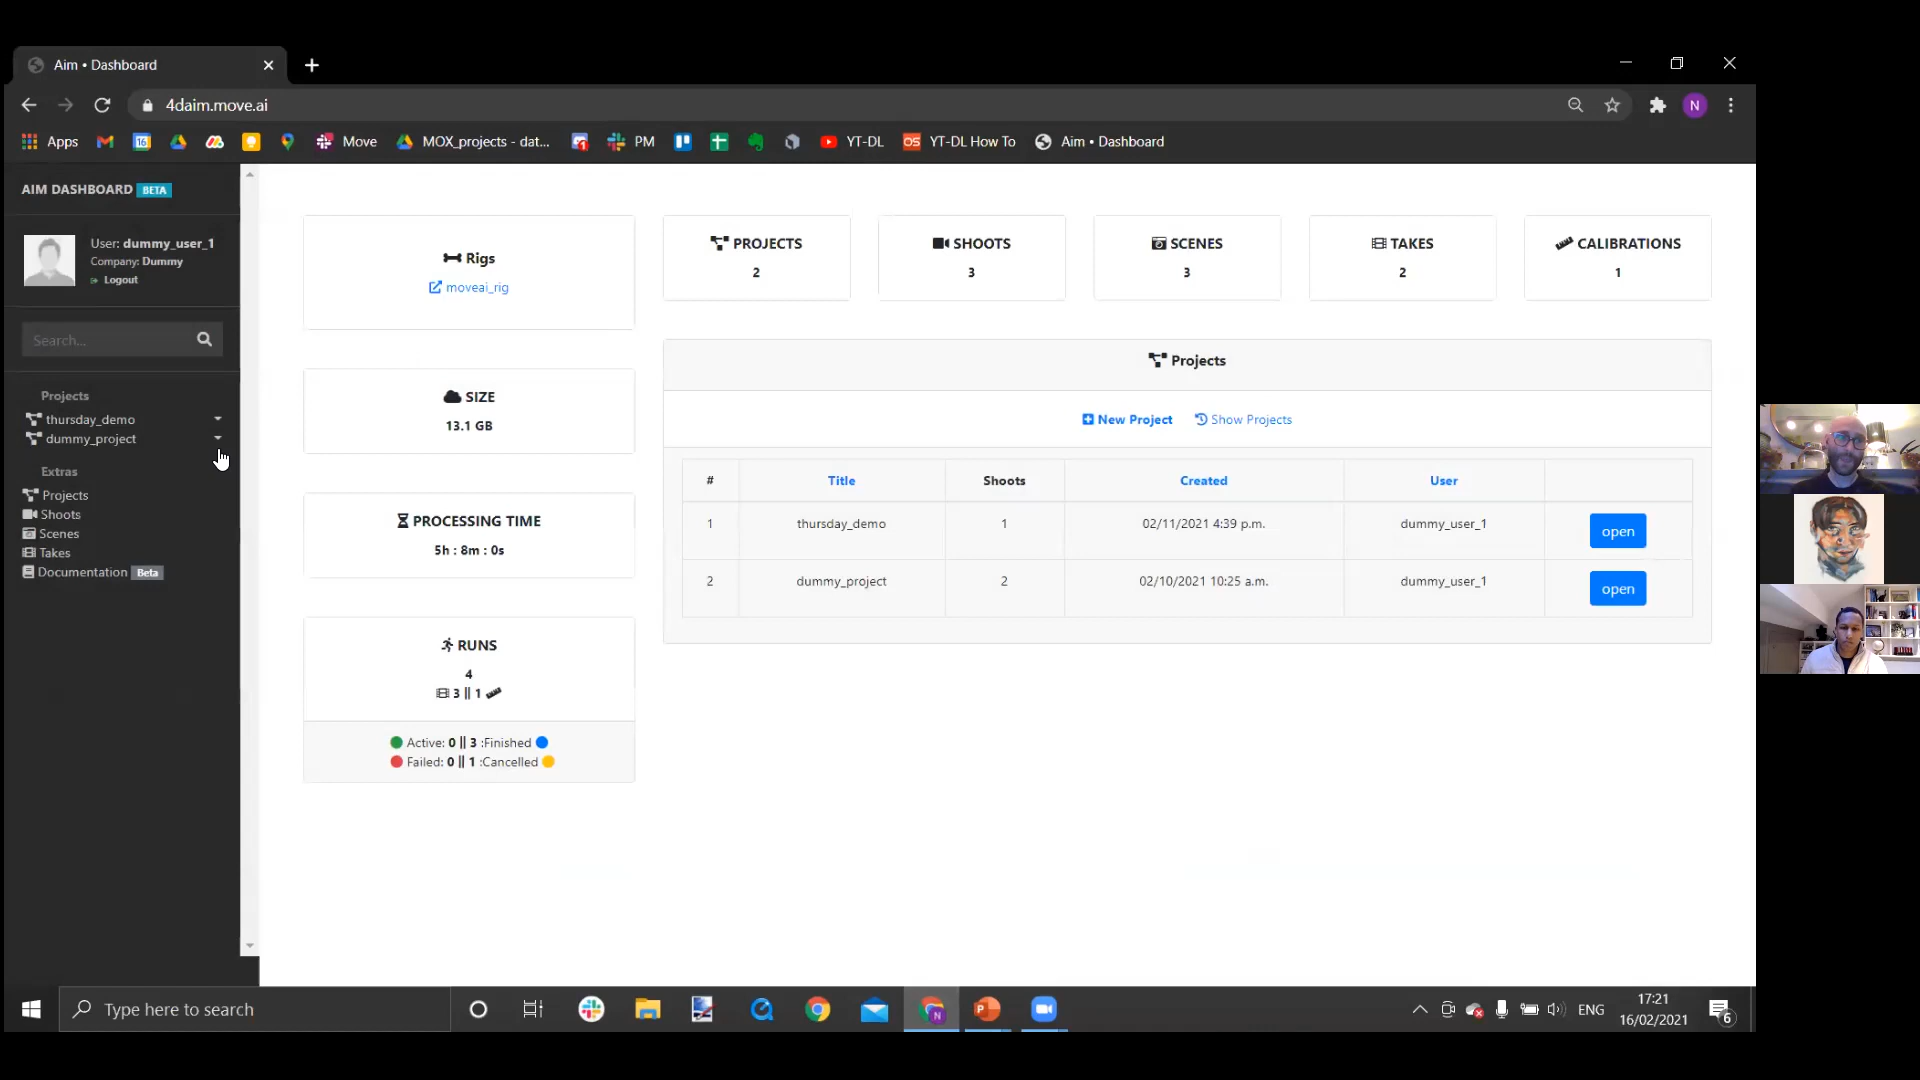 Aim • Dashboard
4daim.move.ai
N
Apps
16
Move
MOX_projects - dat...
PM
YT-DL
OS
YT-DL How To
Aim • Dashboard
AIM DASHBOARD BETA
User: dummy_user_1
Company: Dummy
Logout
Search...
Projects
thursday_demo
dummy_project
Extras
Projects
Shoots
Scenes
Takes
Documentation Beta
Rigs
moveai_rig
SIZE
13.1 GB
PROCESSING TIME
5h : 8m : 0s
RUNS
4
3 || 1
Active: 0 || 3 :Finished
Failed: 0 || 1 :Cancelled
PROJECTS
2
SHOOTS
3
SCENES
3
TAKES
2
CALIBRATIONS
1
Projects
New Project Show Projects
# Title Shoots Created User
1 thursday_demo 1 02/11/2021 4:39 p.m. dummy_user_1 open
2 dummy_project 2 02/10/2021 10:25 a.m. dummy_user_1 open
Type here to search
N
P
ENG
17:21
16/02/2021
6